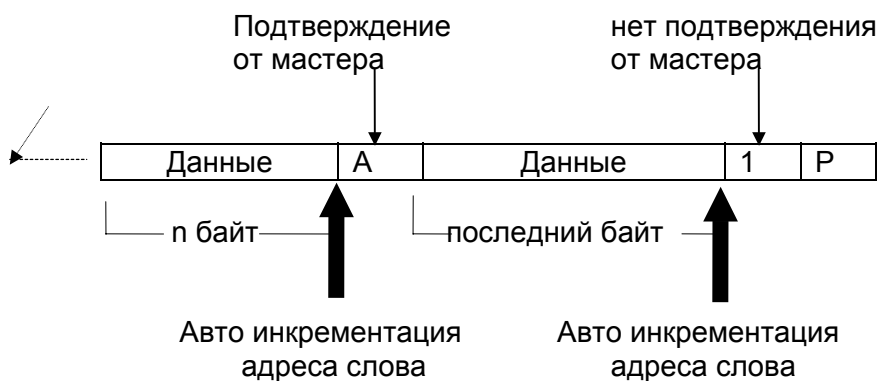 Подтверждение
от мастера
нет подтверждения
от мастера
Данные A Данные 1 P
n байт последний байт
Авто инкрементация
адреса слова
Авто инкрементация
адреса слова